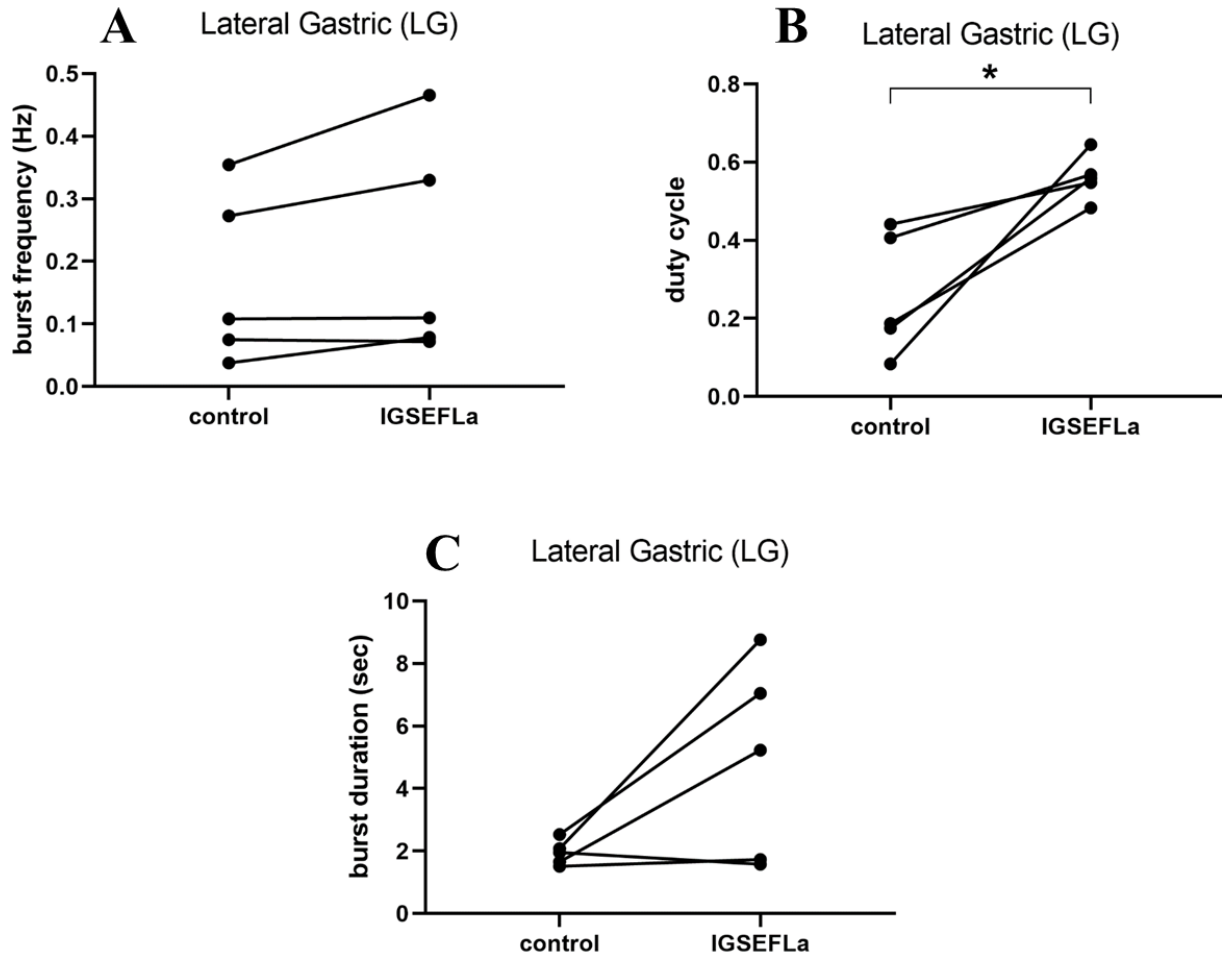 A
Lateral Gastric (LG)
0.5
0.4
0.3
0.2
0.1
0.0
burst frequency (Hz)
control
IGSEFLa
B
Lateral Gastric (LG)
*
0.8
0.6
0.4
0.2
0.0
duty cycle
control
IGSEFLa
C
Lateral Gastric (LG)
10
8
6
4
2
0
burst duration (sec)
control
IGSEFLa